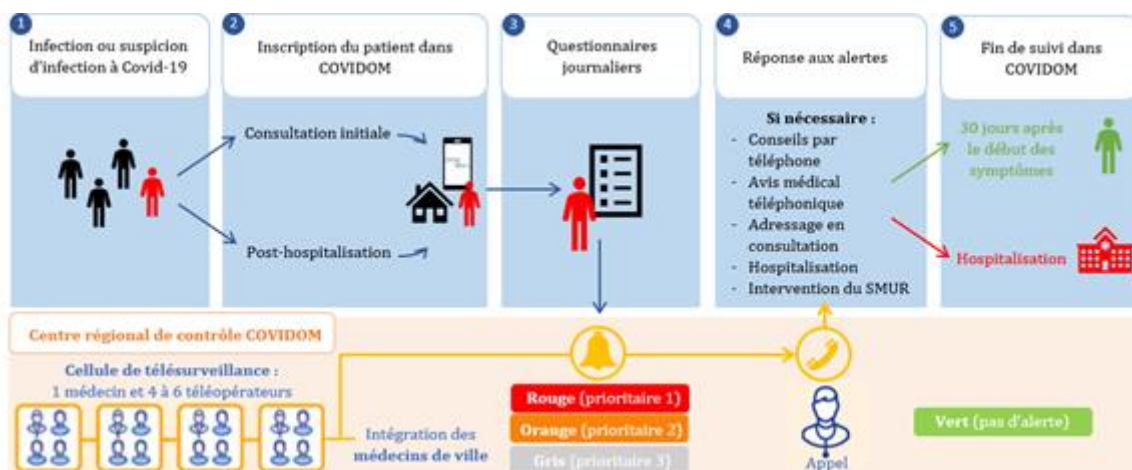 1
Infection ou suspicion
d'infection à Covid-19
2
Inscription du patient dans
COVIDOM
3
Questionnaires
journaliers
4
Réponse aux alertes
5
Fin de suivi dans
COVIDOM
Consultation initiale
Post-hospitalisation
Si nécessaire :
- Conseils par
téléphone
- Avis médical
téléphonique
- Adressage en
consultation
- Hospitalisation
- Intervention du SMUR
30 jours après
le début des
symptômes
Hospitalisation
Centre régional de contrôle COVIDOM
Cellule de télésurveillance :
1 médecin et 4 à 6 téléopérateurs
Intégration des
médecins de ville
Rouge (prioritaire 1)
Orange (prioritaire 2)
Gris (prioritaire 3)
Appel
Vert (pas d'alerte)